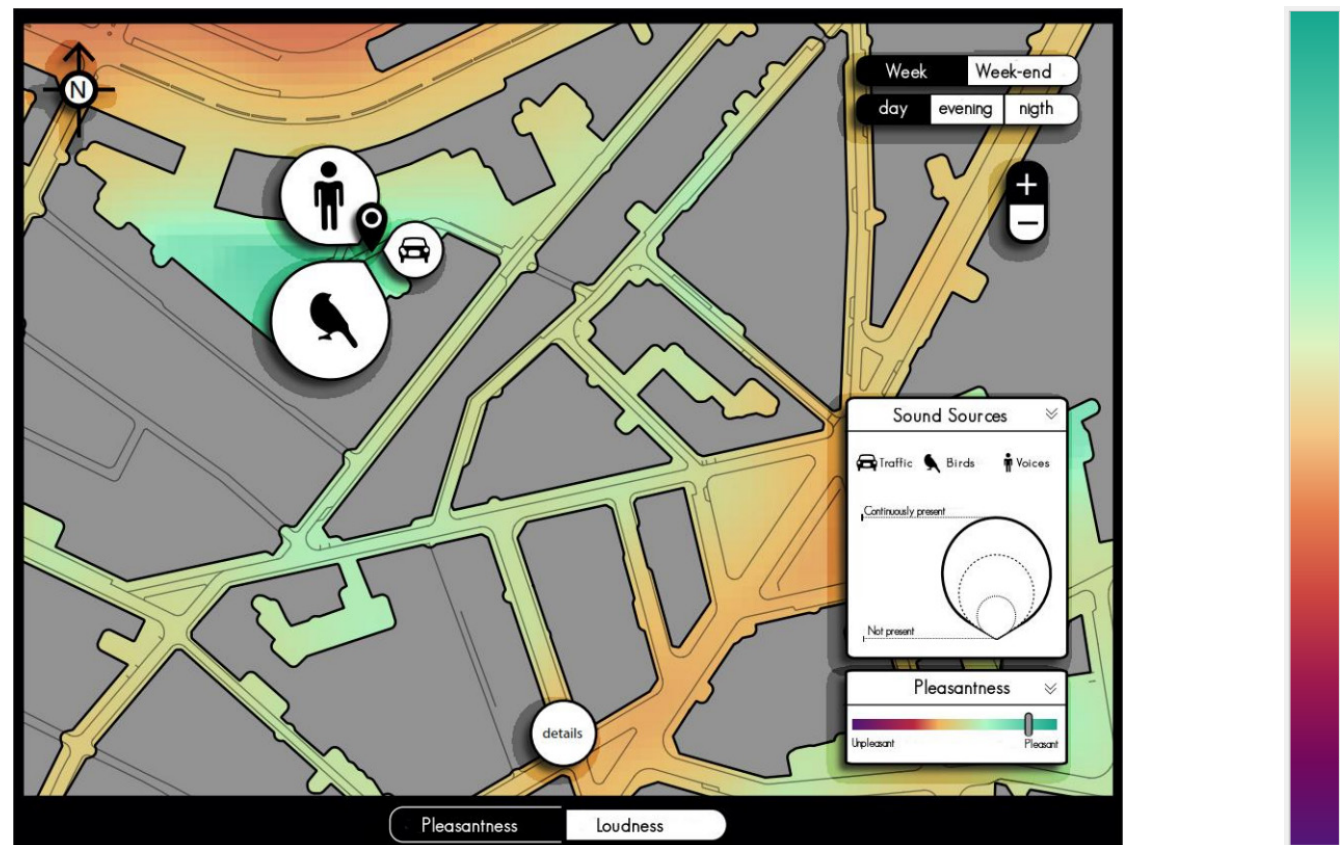 N
Week Week-end
day evening nigth
+
−
Sound Sources
Traffic Birds Voices
Continuously present
Not present
Pleasantness
Unpleasant Pleasant
details
Pleasantness Loudness